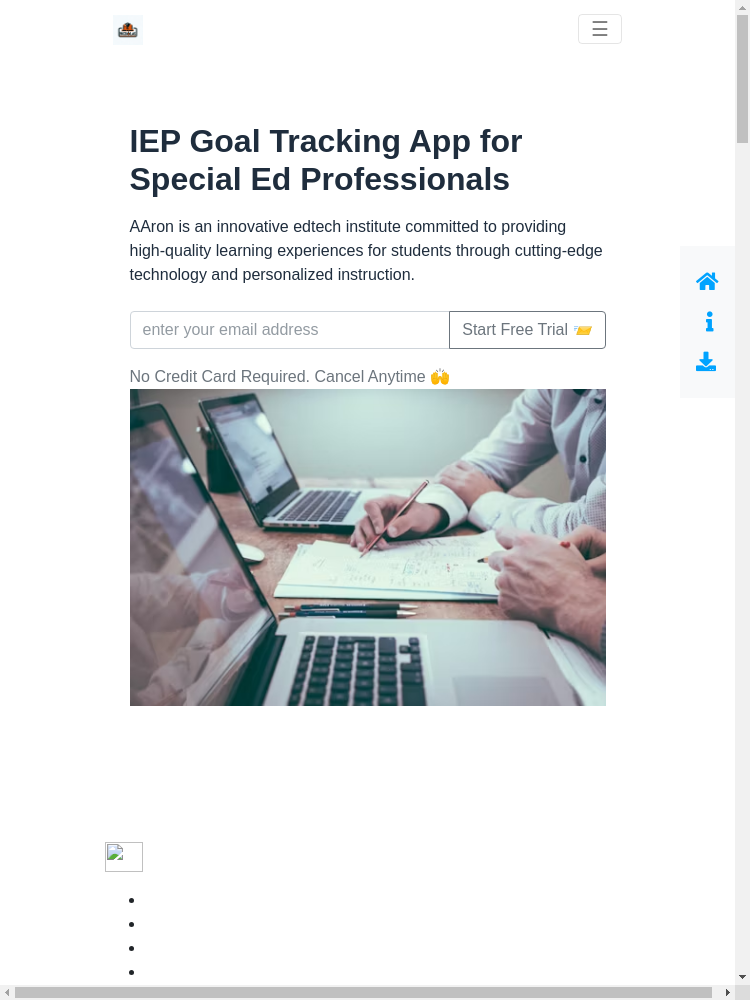 IEP Goal Tracking App for
Special Ed Professionals
AAron is an innovative edtech institute committed to providing
high-quality learning experiences for students through cutting-edge
technology and personalized instruction.
enter your email address
Start Free Trial 📨
No Credit Card Required. Cancel Anytime 🙌